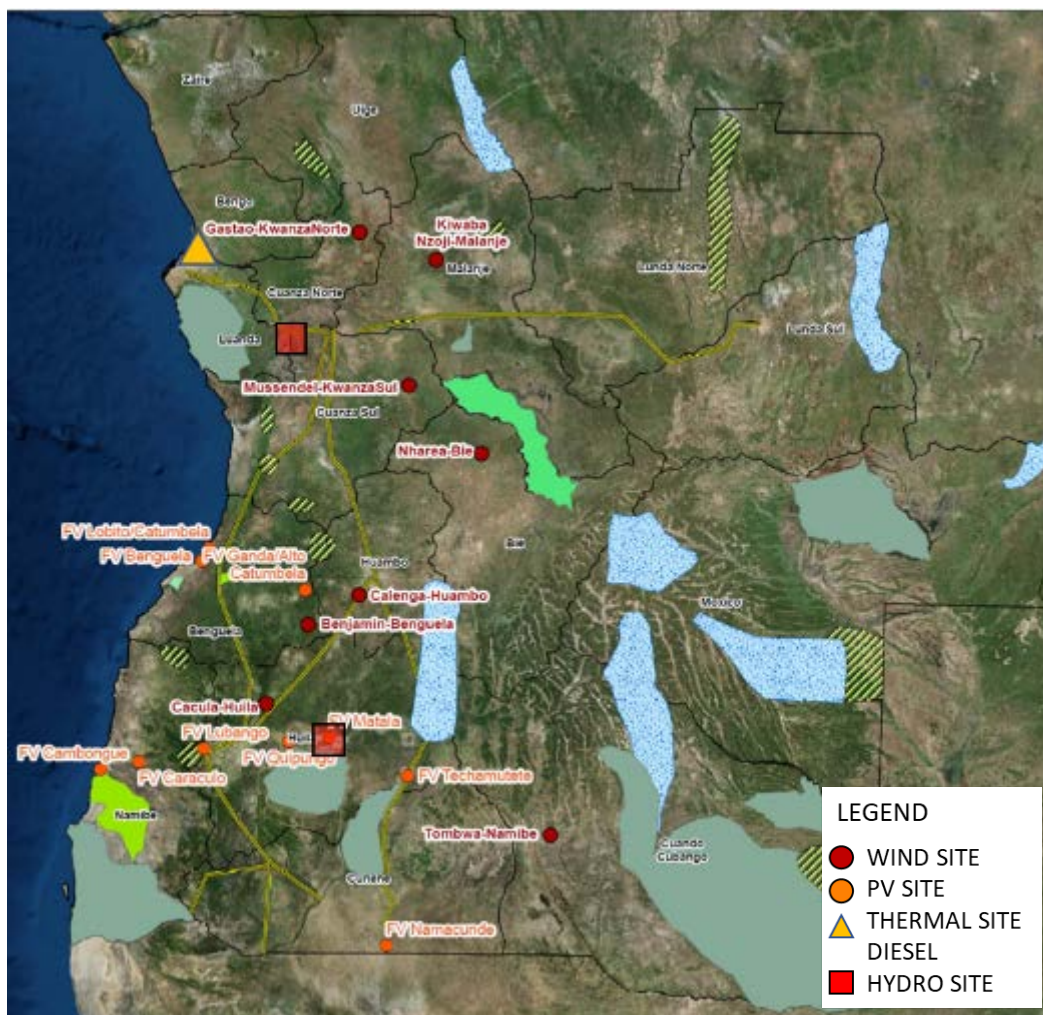 Zaire
Uige
Bengo
Gastao-KwanzaNorte
Kiwaba
Nzoji-Malanje
Malanje
Lunda Norte
Cuanza Norte
Lunda Sul
Luanda
Mussendei-KwanzaSul
Cuanza Sul
Nharea-Bie
FV Lobito/Catumbela
FV Benguela
FV Ganda/Alto
Catumbela
Huambo
Bie
Calenga-Huambo
Moxico
Benjamin-Benguela
Benguela
Cacula-Huila
FV Matala
FV Lubango
FV Quipungo
FV Cambongue
FV Caraculo
FV Techamutete
Namibe
Tombwa-Namibe
Cuando
Cubango
Cunene
FV Namacunde
LEGEND
WIND SITE
PV SITE
THERMAL SITE
DIESEL
HYDRO SITE